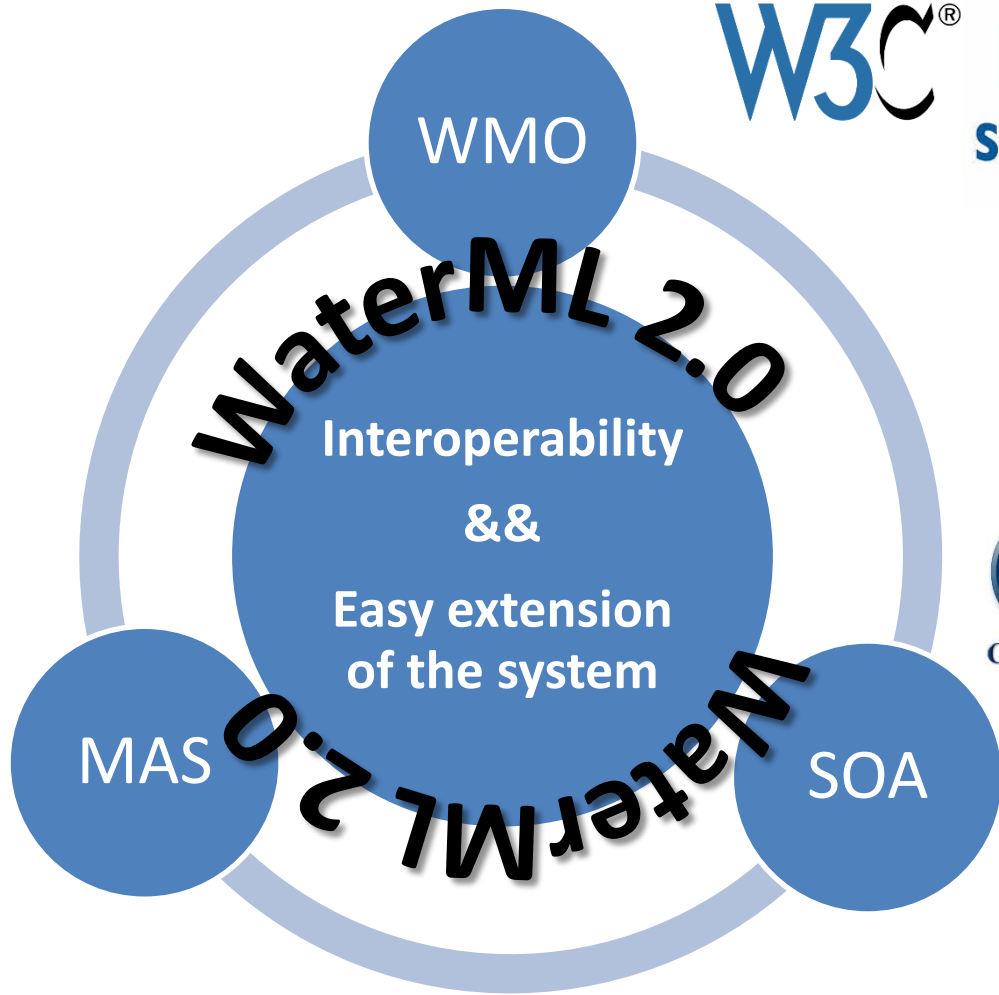 W3C®
S
WMO
WaterML 2.0
Interoperability
&&
Easy extension
of the system
MAS
SOA
WaterML 2.0